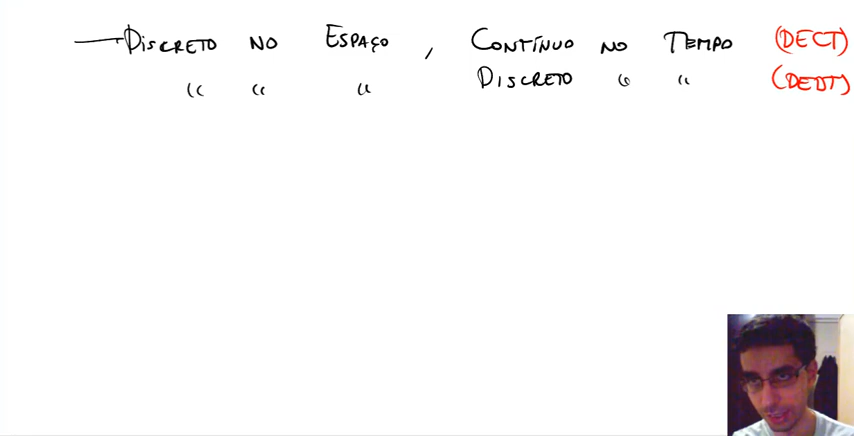 DISCRETO NO ESPAÇO, CONTÍNUO NO TEMPO (DECT)
“ “ “ DISCRETO “ “ (DEDT)